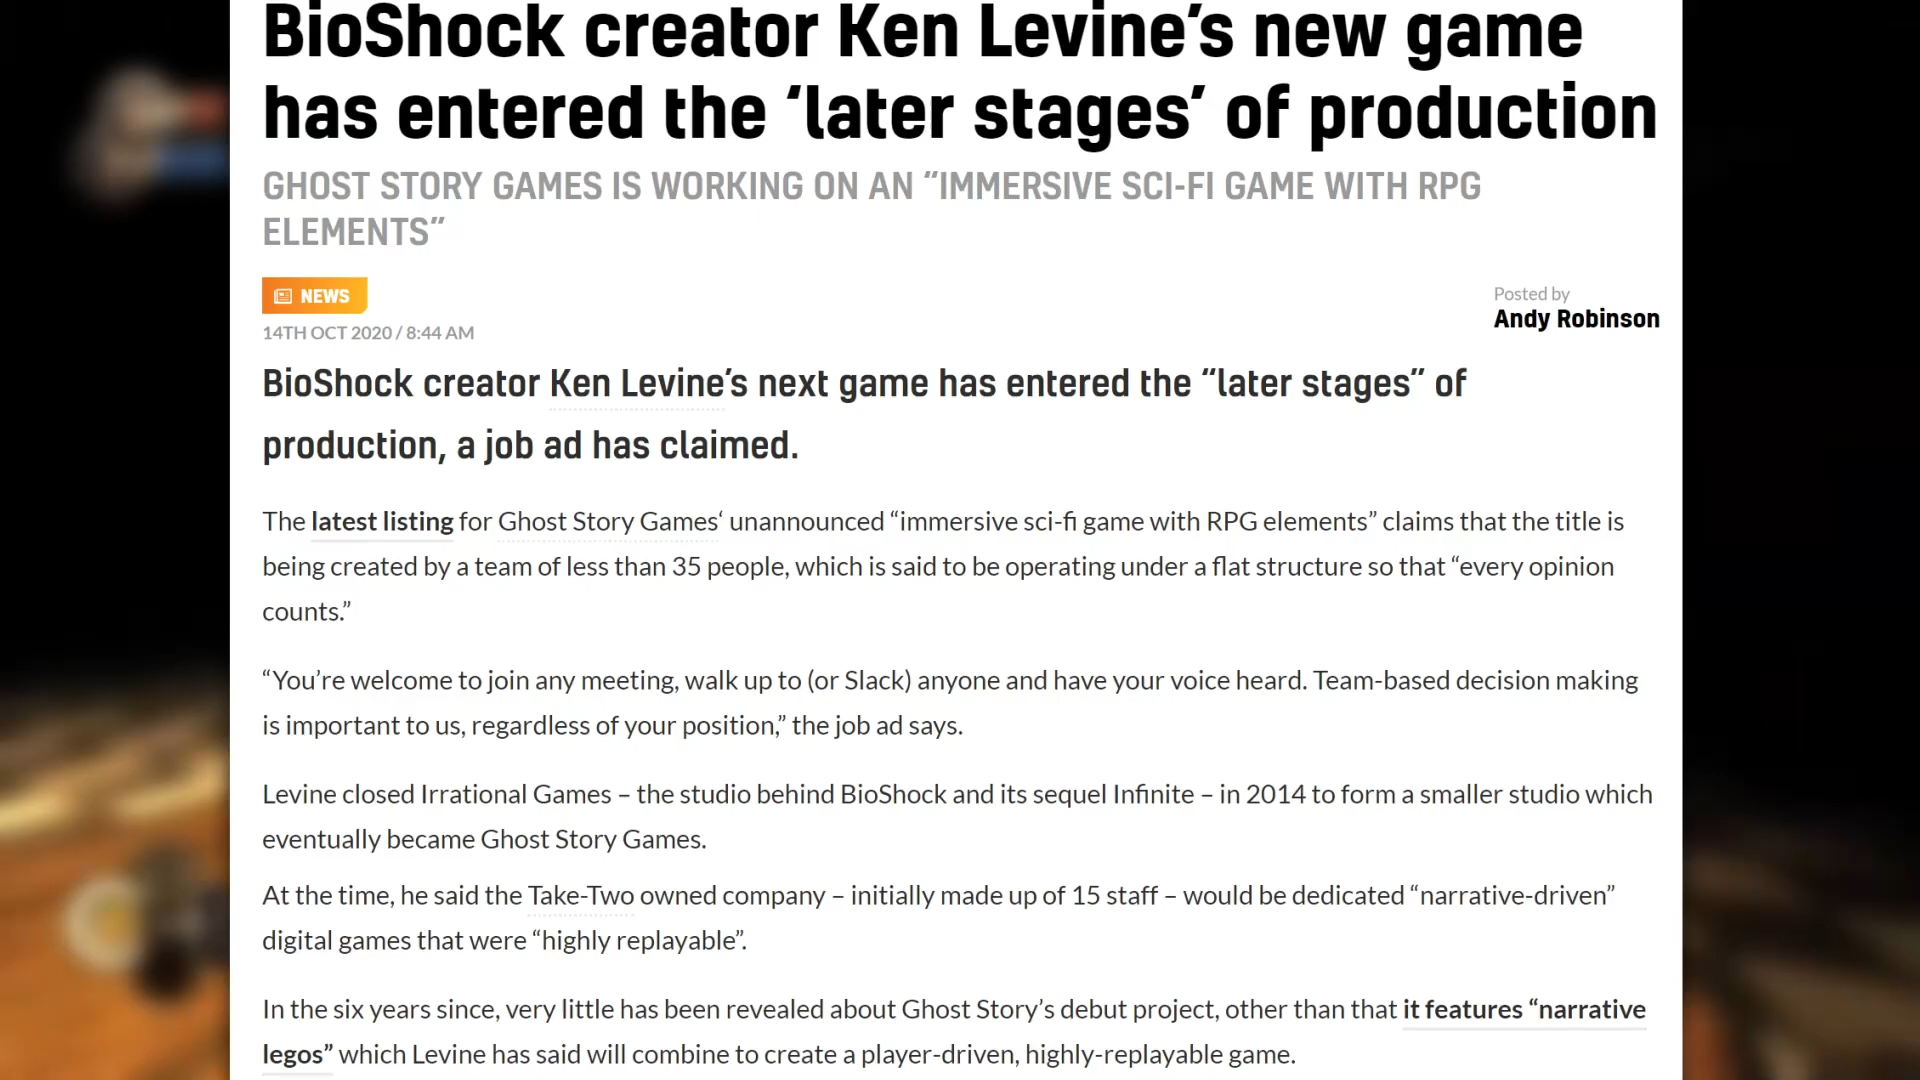 BioShock creator Ken Levine’s new game
has entered the ‘later stages’ of production
GHOST STORY GAMES IS WORKING ON AN “IMMERSIVE SCI-FI GAME WITH RPG
ELEMENTS”
NEWS
14TH OCT 2020 / 8:44 AM
Posted by
Andy Robinson
BioShock creator Ken Levine’s next game has entered the “later stages” of
production, a job ad has claimed.
The latest listing for Ghost Story Games‘ unannounced “immersive sci-fi game with RPG elements” claims that the title is
being created by a team of less than 35 people, which is said to be operating under a flat structure so that “every opinion
counts.”
“You’re welcome to join any meeting, walk up to (or Slack) anyone and have your voice heard. Team-based decision making
is important to us, regardless of your position,” the job ad says.
Levine closed Irrational Games – the studio behind BioShock and its sequel Infinite – in 2014 to form a smaller studio which
eventually became Ghost Story Games.
At the time, he said the Take-Two owned company – initially made up of 15 staff – would be dedicated “narrative-driven”
digital games that were “highly replayable”.
In the six years since, very little has been revealed about Ghost Story’s debut project, other than that it features “narrative
legos” which Levine has said will combine to create a player-driven, highly-replayable game.